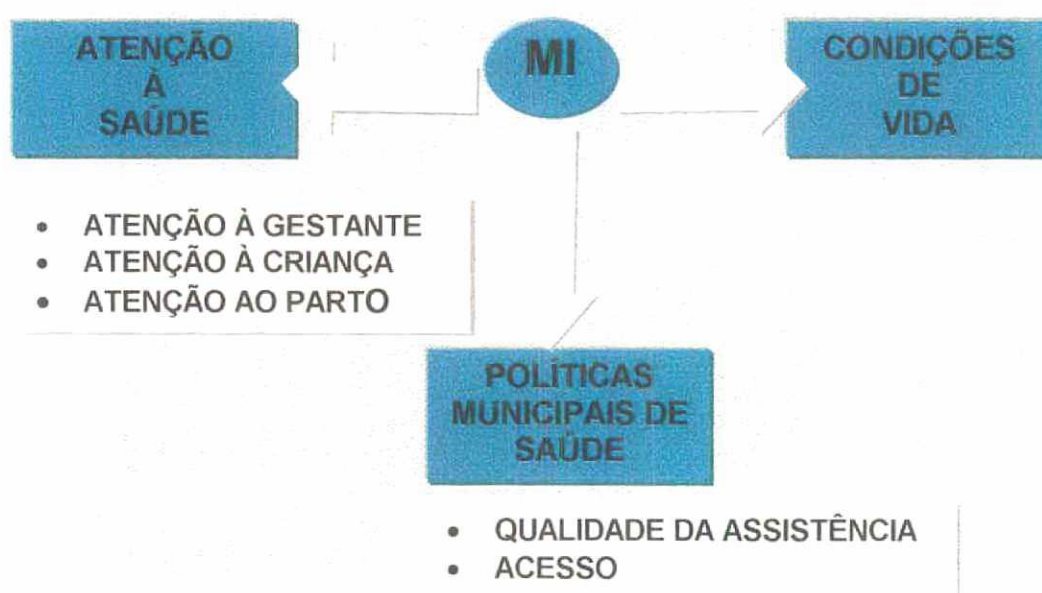 ATENÇÃO
À
SAÚDE
MI
CONDIÇÕES
DE
VIDA
• ATENÇÃO À GESTANTE
• ATENÇÃO À CRIANÇA
• ATENÇÃO AO PARTO
POLÍTICAS
MUNICIPAIS DE
SAÚDE
• QUALIDADE DA ASSISTÊNCIA
• ACESSO